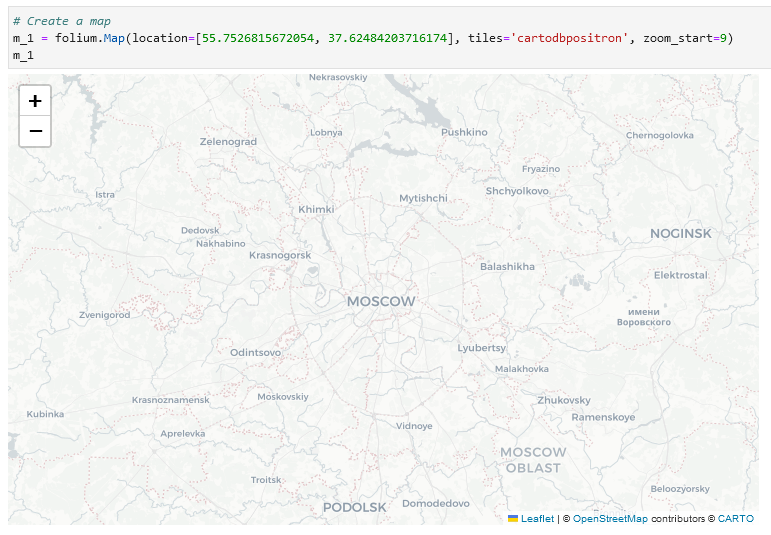 # Create a map
m_1 = folium.Map(location=[55.7526815672054, 37.62484203716174], tiles='cartodbpositron', zoom_start=9)
m_1
+
−
Nekrasovskiy
Zelenograd
Lobnya
Pushkino
Chernogolovka
Fryazino
Istra
Mytishchi
Shchyolkovo
Khimki
Dedovsk
NOGINSK
Nakhabino
Krasnogorsk
Balashikha
Elektrostal
MOSCOW
Zvenigorod
имени
Воровского
Odintsovo
Lyubertsy
Malakhovka
Krasnoznamensk
Moskovskiy
Zhukovsky
Kubinka
Ramenskoye
Aprelevka
Vidnoye
MOSCOW
OBLAST
Troitsk
Beloozyorsky
PODOLSK
Domodedovo
Leaflet | © OpenStreetMap contributors © CARTO